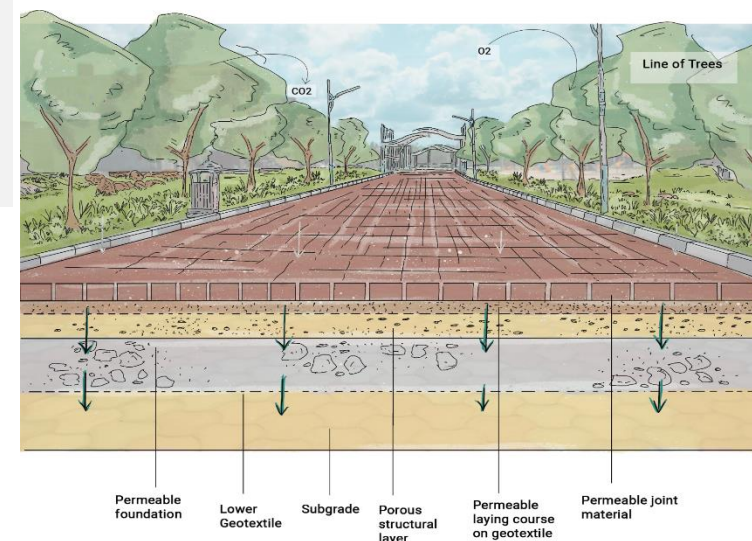 O2
Line of Trees
CO2
Permeable
foundation
Lower
Geotextile
Subgrade
Porous
structural
layer
Permeable
laying course
on geotextile
Permeable joint
material